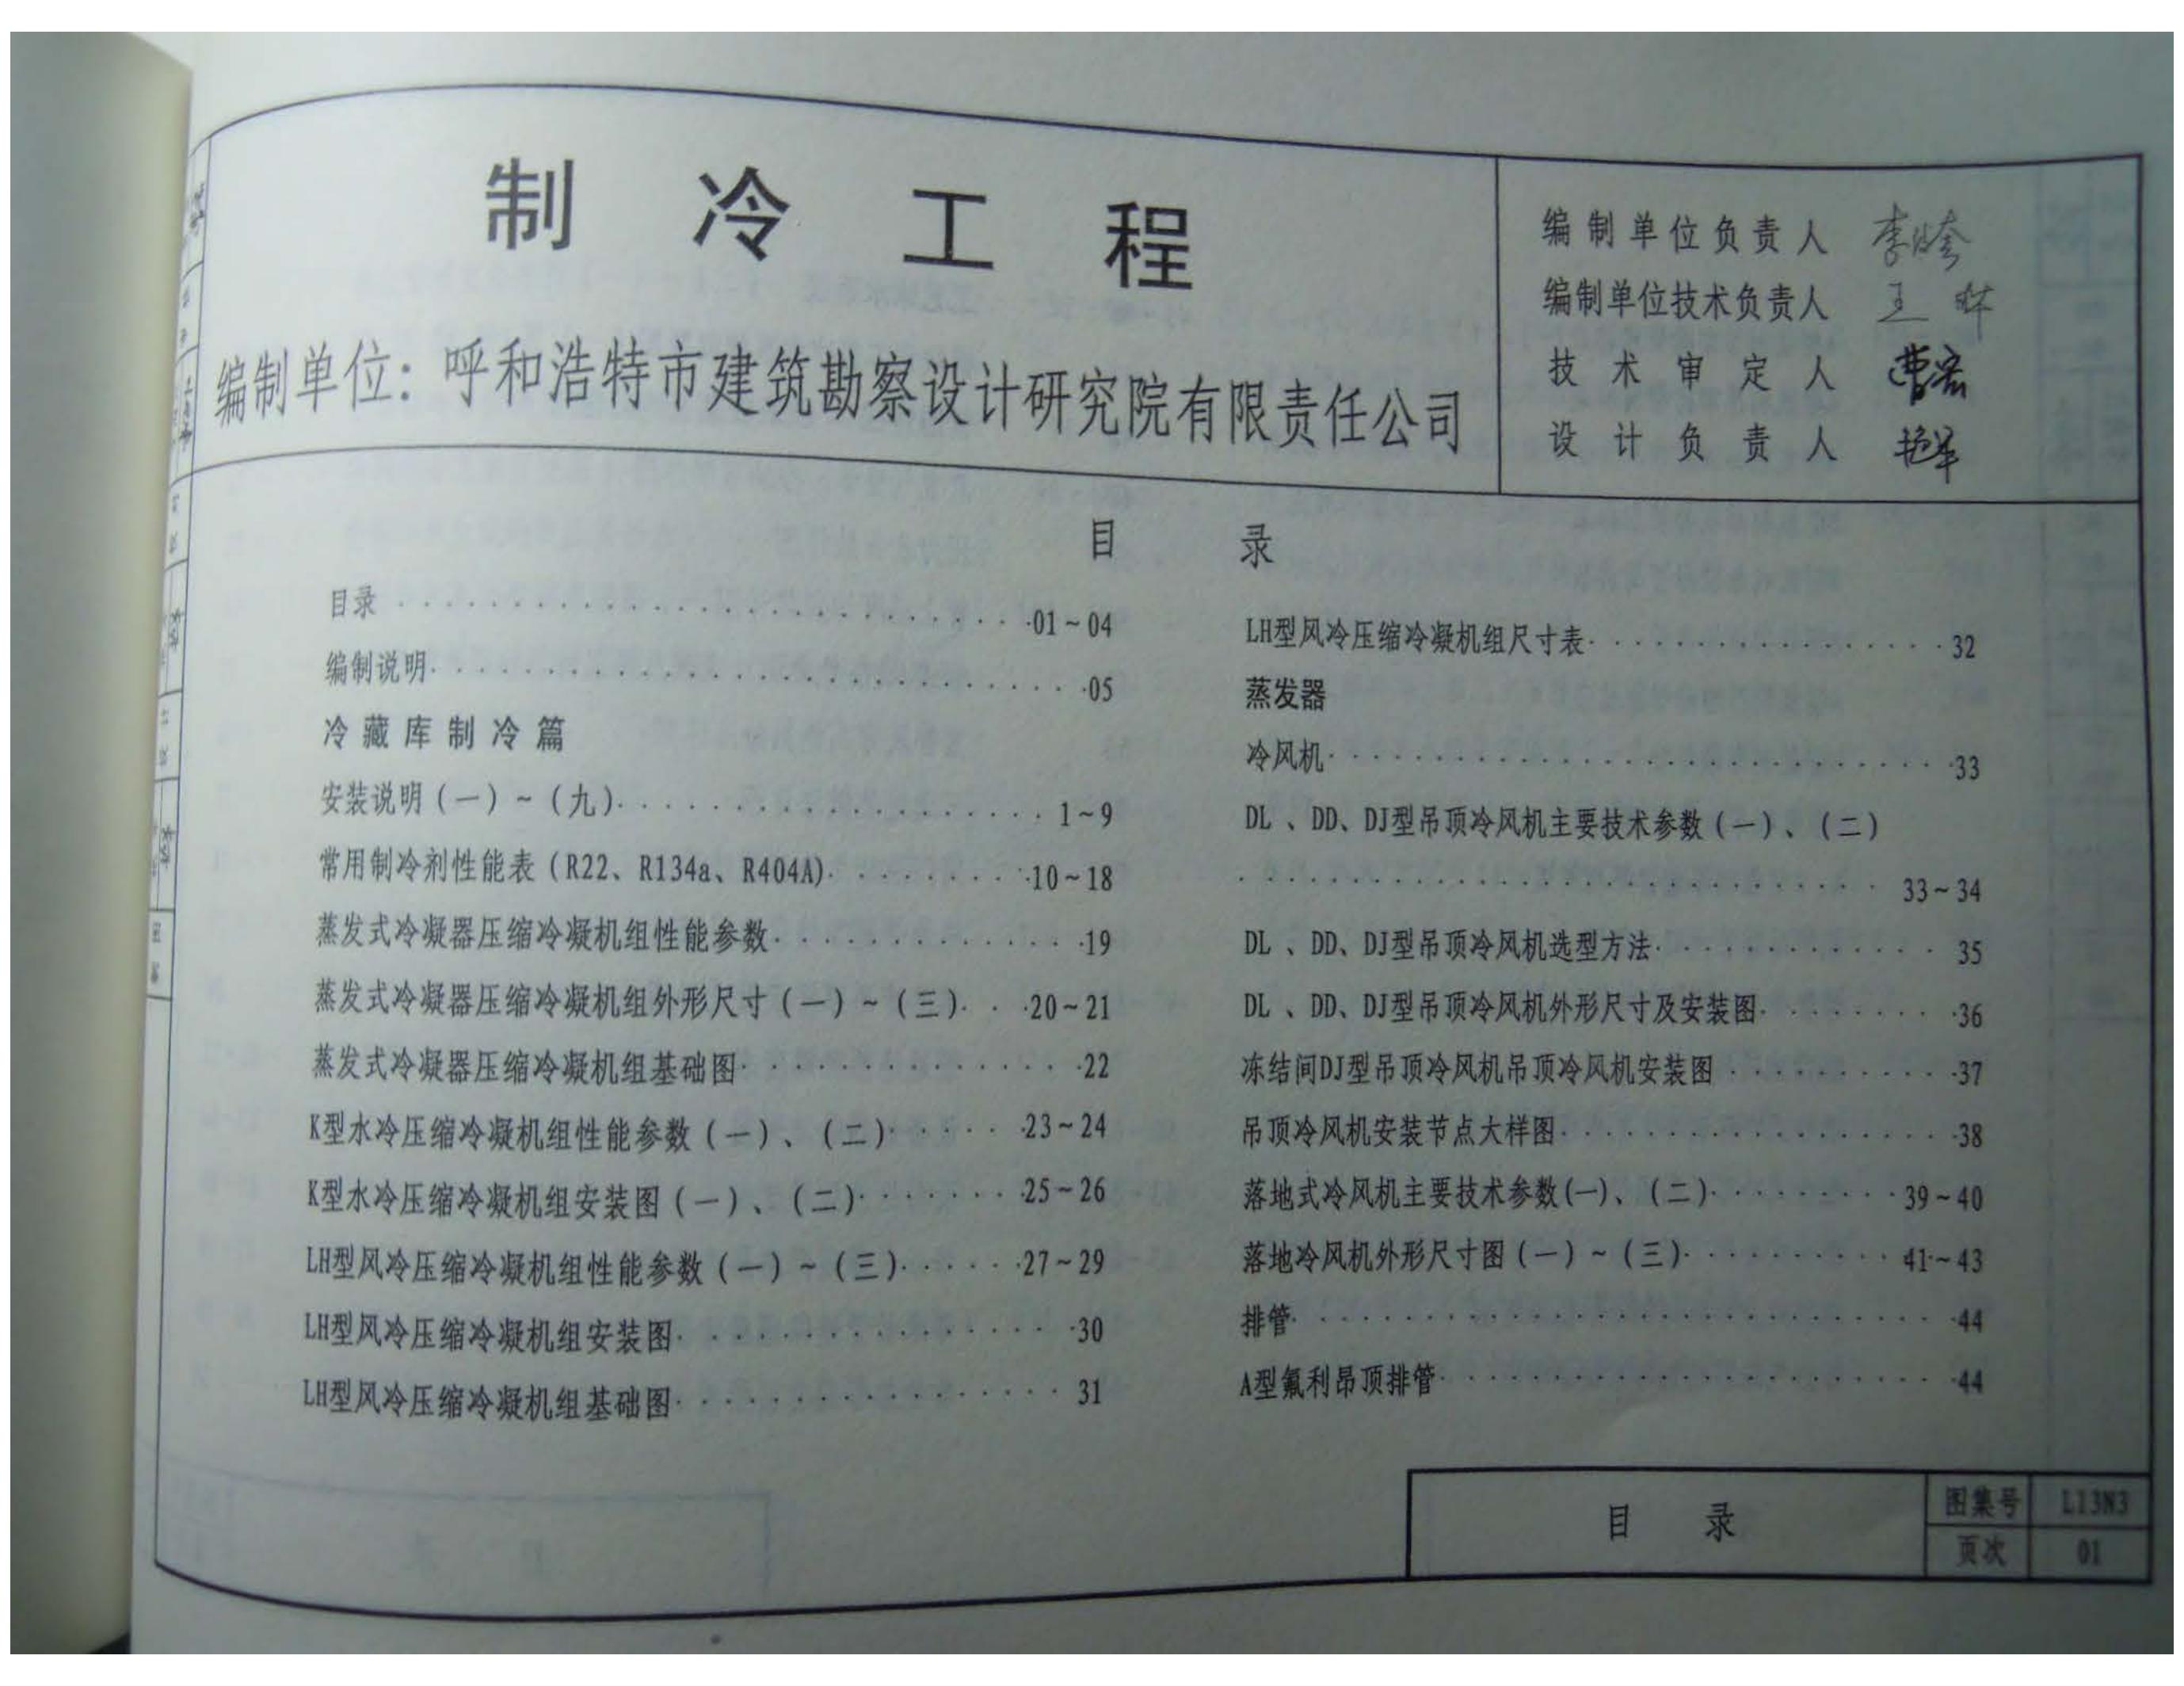 制冷工程
编制单位：呼和浩特市建筑勘察设计研究院有限责任公司
编制单位负责人
编制单位技术负责人 王
技术审定人 曹
设计负责人
目录
目录 01~04
编制说明 05
冷藏库制冷篇
安装说明（一）~（九） 1~9
常用制冷剂性能表（R22、R134a、R404A） 10~18
蒸发式冷凝器压缩冷凝机组性能参数 19
蒸发式冷凝器压缩冷凝机组外形尺寸（一）~（三） 20~21
蒸发式冷凝器压缩冷凝机组基础图 22
K型水冷压缩冷凝机组性能参数（一）、（二） 23~24
K型水冷压缩冷凝机组安装图（一）、（二） 25~26
LH型风冷压缩冷凝机组性能参数（一）~（三） 27~29
LH型风冷压缩冷凝机组安装图 30
LH型风冷压缩冷凝机组基础图 31
LH型风冷压缩冷凝机组尺寸表 32
蒸发器
冷风机 33
DL 、DD、DJ型吊顶冷风机主要技术参数（一）、（二）
33~34
DL 、DD、DJ型吊顶冷风机选型方法 35
DL 、DD、DJ型吊顶冷风机外形尺寸及安装图 36
冻结间DJ型吊顶冷风机吊顶冷风机安装图 37
吊顶冷风机安装节点大样图 38
落地式冷风机主要技术参数(一)、（二） 39~40
落地冷风机外形尺寸图（一）~（三） 41~43
排管 44
A型氟利昂顶排管 44
目录
图集号 L13N3
页次 01